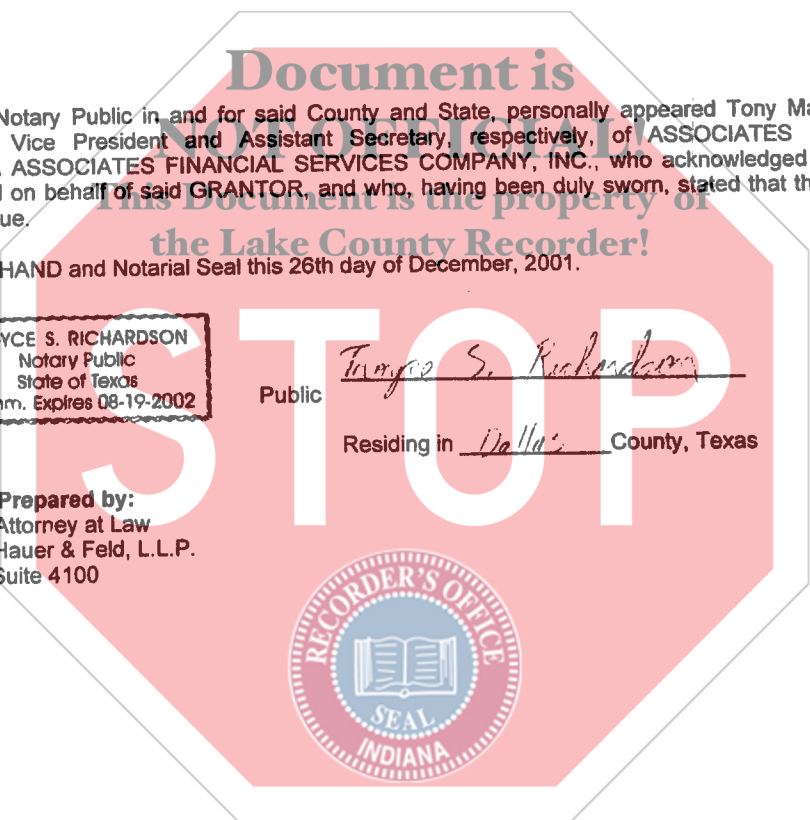 Document is
NOT OFFICIAL!
This Document is the property of
the Lake County Recorder!
Notary Public in and for said County and State, personally appeared Tony Ma
Vice President and Assistant Secretary, respectively, of ASSOCIATES
ASSOCIATES FINANCIAL SERVICES COMPANY, INC., who acknowledged
on behalf of said GRANTOR, and who, having been duly sworn, stated that th
ue.
HAND and Notarial Seal this 26th day of December, 2001.
YCE S. RICHARDSON
Notary Public
State of Texas
m. Expires 08-19-2002
Public
S. Richardson
Residing in Dallas County, Texas
Prepared by:
Attorney at Law
Hauer & Feld, L.L.P.
Suite 4100
STOP
RECORDER'S OFFICE
SEAL
INDIANA